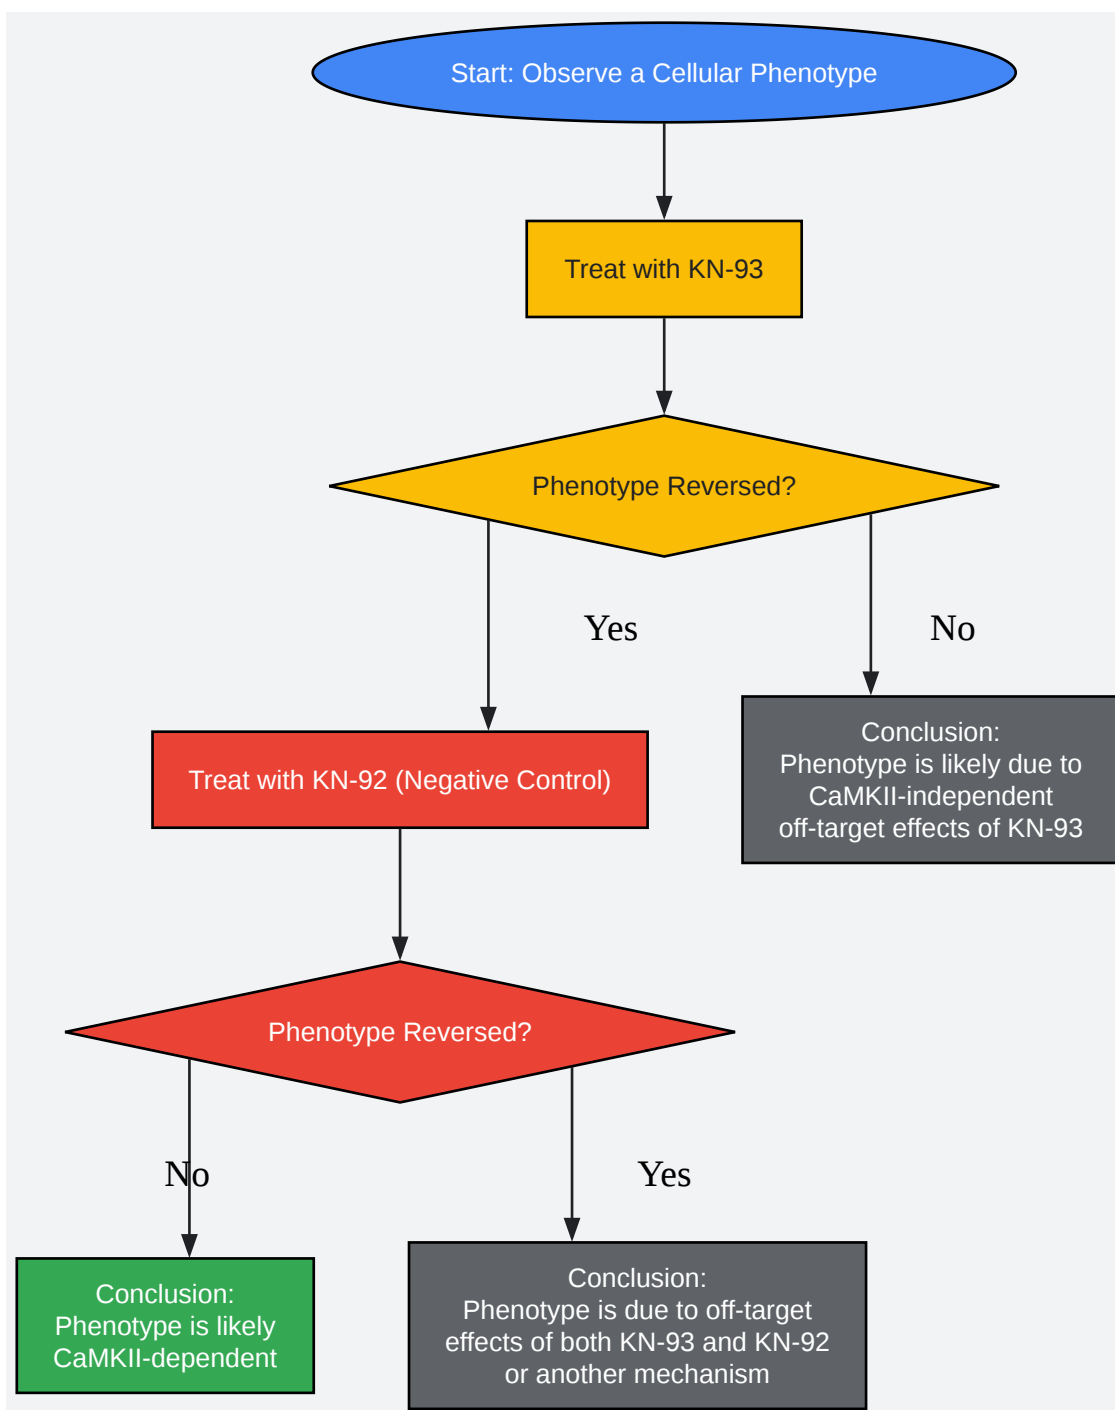 Start: Observe a Cellular Phenotype
Treat with KN-93
Phenotype Reversed?
Yes
No
Conclusion:
Phenotype is likely due to
CaMKII-independent
off-target effects of KN-93
Treat with KN-92 (Negative Control)
Phenotype Reversed?
No
Yes
Conclusion:
Phenotype is likely
CaMKII-dependent
Conclusion:
Phenotype is due to off-target
effects of both KN-93 and KN-92
or another mechanism